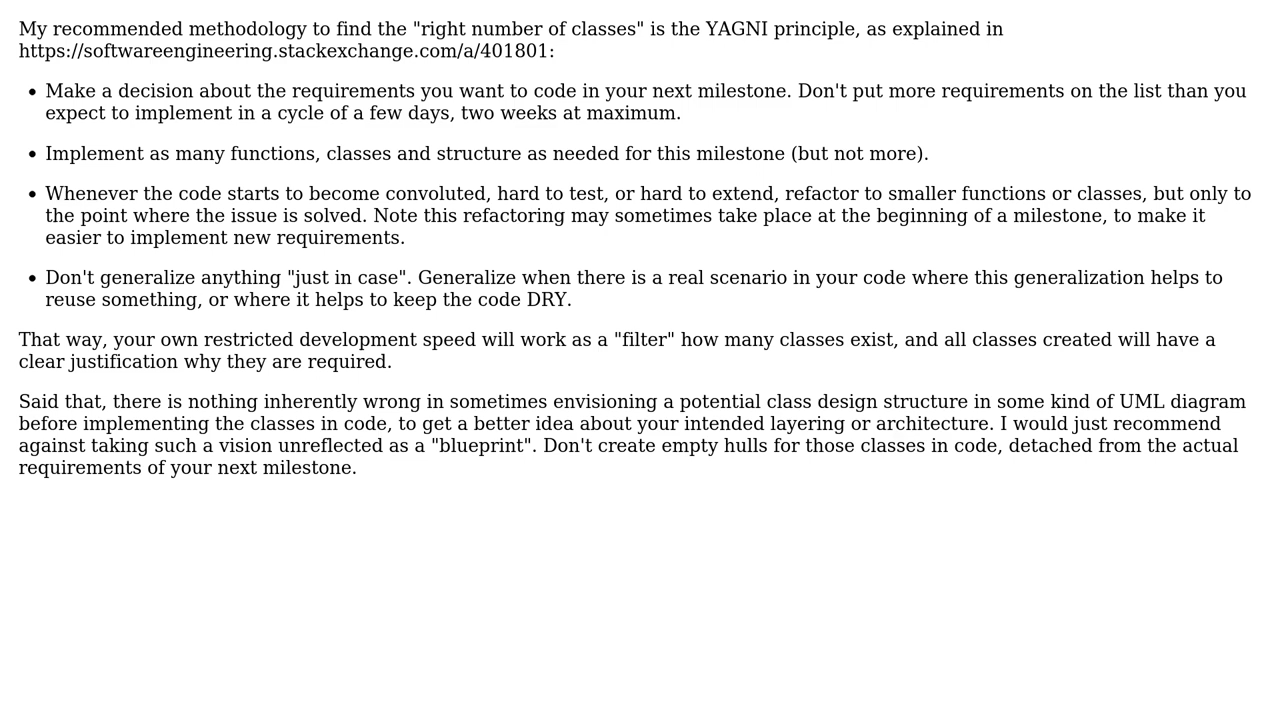 My recommended methodology to find the "right number of classes" is the YAGNI principle, as explained in
https://softwareengineering.stackexchange.com/a/401801:
• Make a decision about the requirements you want to code in your next milestone. Don't put more requirements on the list than you
expect to implement in a cycle of a few days, two weeks at maximum.
• Implement as many functions, classes and structure as needed for this milestone (but not more).
• Whenever the code starts to become convoluted, hard to test, or hard to extend, refactor to smaller functions or classes, but only to
the point where the issue is solved. Note this refactoring may sometimes take place at the beginning of a milestone, to make it
easier to implement new requirements.
• Don't generalize anything "just in case". Generalize when there is a real scenario in your code where this generalization helps to
reuse something, or where it helps to keep the code DRY.
That way, your own restricted development speed will work as a "filter" how many classes exist, and all classes created will have a
clear justification why they are required.
Said that, there is nothing inherently wrong in sometimes envisioning a potential class design structure in some kind of UML diagram
before implementing the classes in code, to get a better idea about your intended layering or architecture. I would just recommend
against taking such a vision unreflected as a "blueprint". Don't create empty hulls for those classes in code, detached from the actual
requirements of your next milestone.